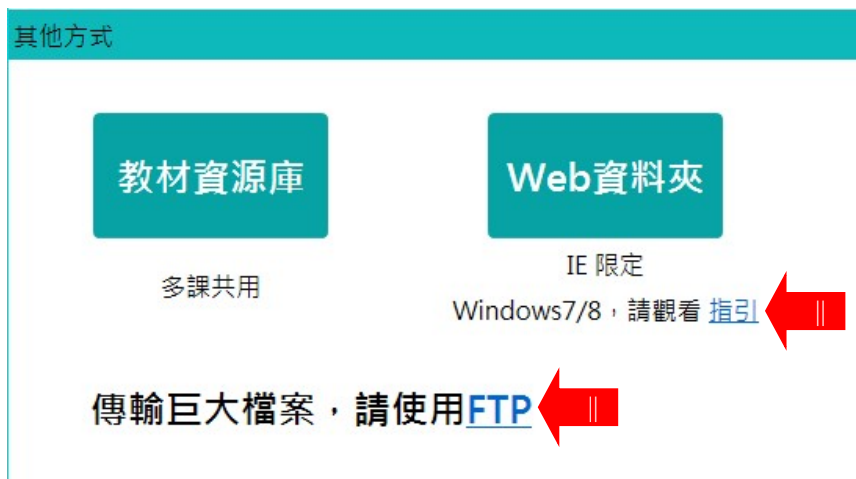 其他方式
教材資源庫
Web資料夾
多課共用
IE 限定
Windows7/8，請觀看 指引
傳輸巨大檔案，請使用FTP